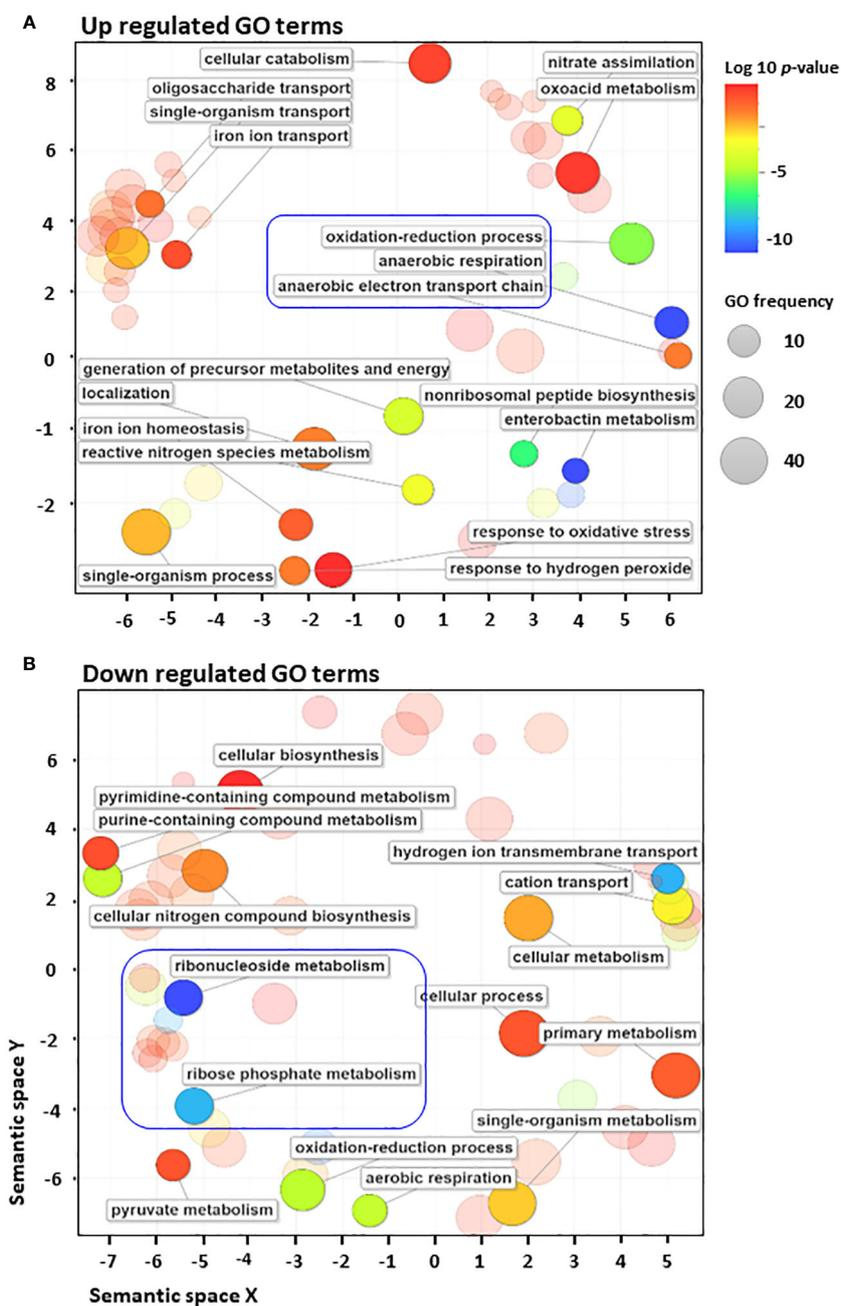 A
Up regulated GO terms
cellular catabolism
nitrate assimilation
oligosaccharide transport
oxoacid metabolism
single-organism transport
iron ion transport
oxidation-reduction process
anaerobic respiration
anaerobic electron transport chain
generation of precursor metabolites and energy
localization
nonribosomal peptide biosynthesis
iron ion homeostasis
enterobactin metabolism
reactive nitrogen species metabolism
response to oxidative stress
single-organism process
response to hydrogen peroxide
8
6
4
2
0
-1
-2
-6 -5 -4 -3 -2 -1 0 1 2 3 4 5 6
Log 10 p-value
-5
-10
GO frequency
10
20
40
B
Down regulated GO terms
cellular biosynthesis
pyrimidine-containing compound metabolism
purine-containing compound metabolism
hydrogen ion transmembrane transport
cation transport
cellular nitrogen compound biosynthesis
cellular metabolism
ribonucleoside metabolism
cellular process
primary metabolism
ribose phosphate metabolism
single-organism metabolism
oxidation-reduction process
aerobic respiration
pyruvate metabolism
6
4
2
0
-2
-4
-6
Semantic space Y
-7 -6 -5 -4 -3 -2 -1 0 1 2 3 4 5
Semantic space X